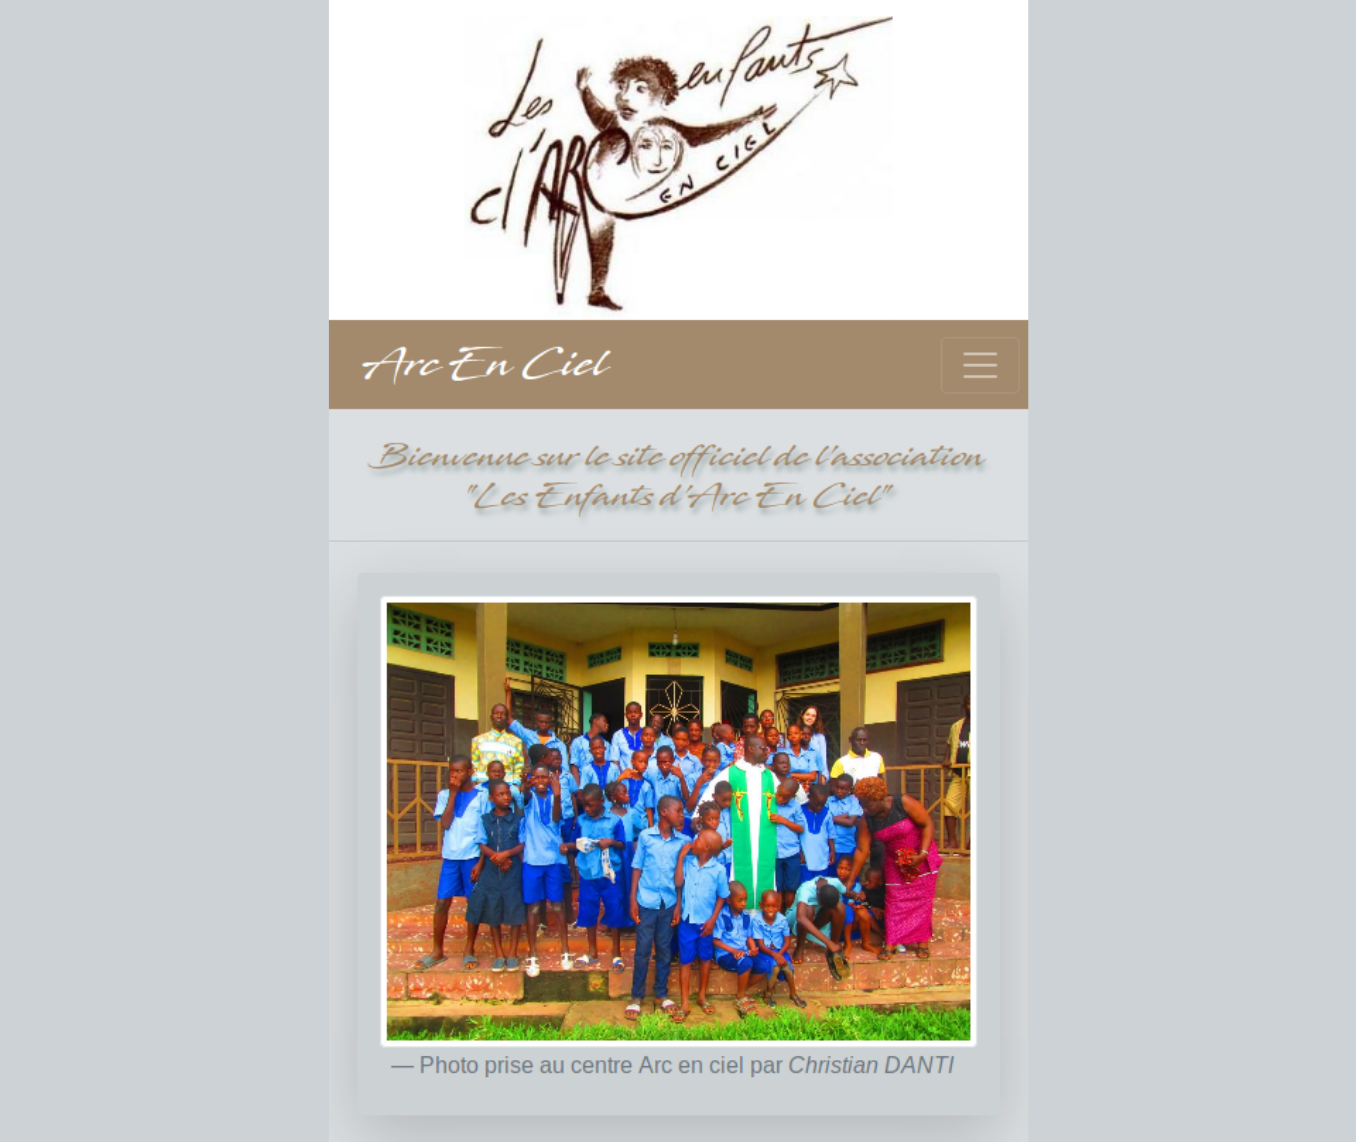 Les enfants
d'ARC EN CIEL
Arc En Ciel
Bienvenue sur le site officiel de l'association
"Les Enfants d'Arc En Ciel"
— Photo prise au centre Arc en ciel par Christian DANTI